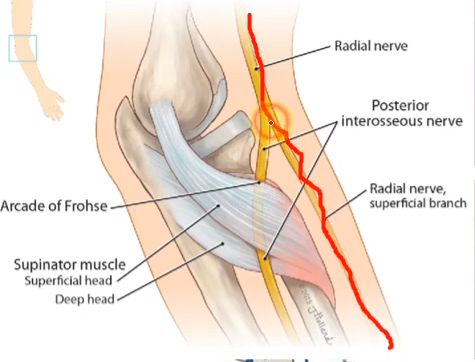 Radial nerve
Posterior
interosseous nerve
Arcade of Frohse
Radial nerve,
superficial branch
Supinator muscle
Superficial head
Deep head